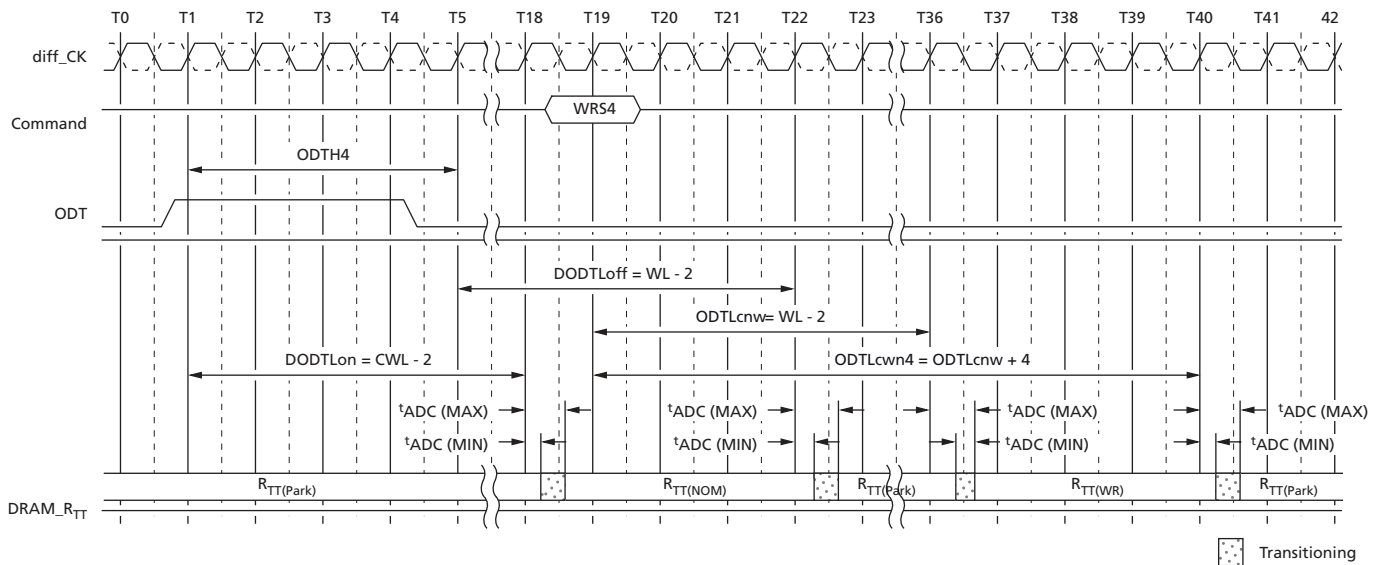 T0 T1 T2 T3 T4 T5 T18 T19 T20 T21 T22 T23 T36 T37 T38 T39 T40 T41 42
diff_CK
Command
WRS4
ODTH4
ODT
DODTLoff = WL - 2
ODTLcnw= WL - 2
DODTLon = CWL - 2
ODTLcwn4 = ODTLcnw + 4
tADC (MAX) tADC (MAX) tADC (MAX) tADC (MAX)
tADC (MIN) tADC (MIN) tADC (MIN) tADC (MIN)
RTT(Park) RTT(NOM) RTT(Park) RTT(WR) RTT(Park)
DRAM_RTT
Transitioning